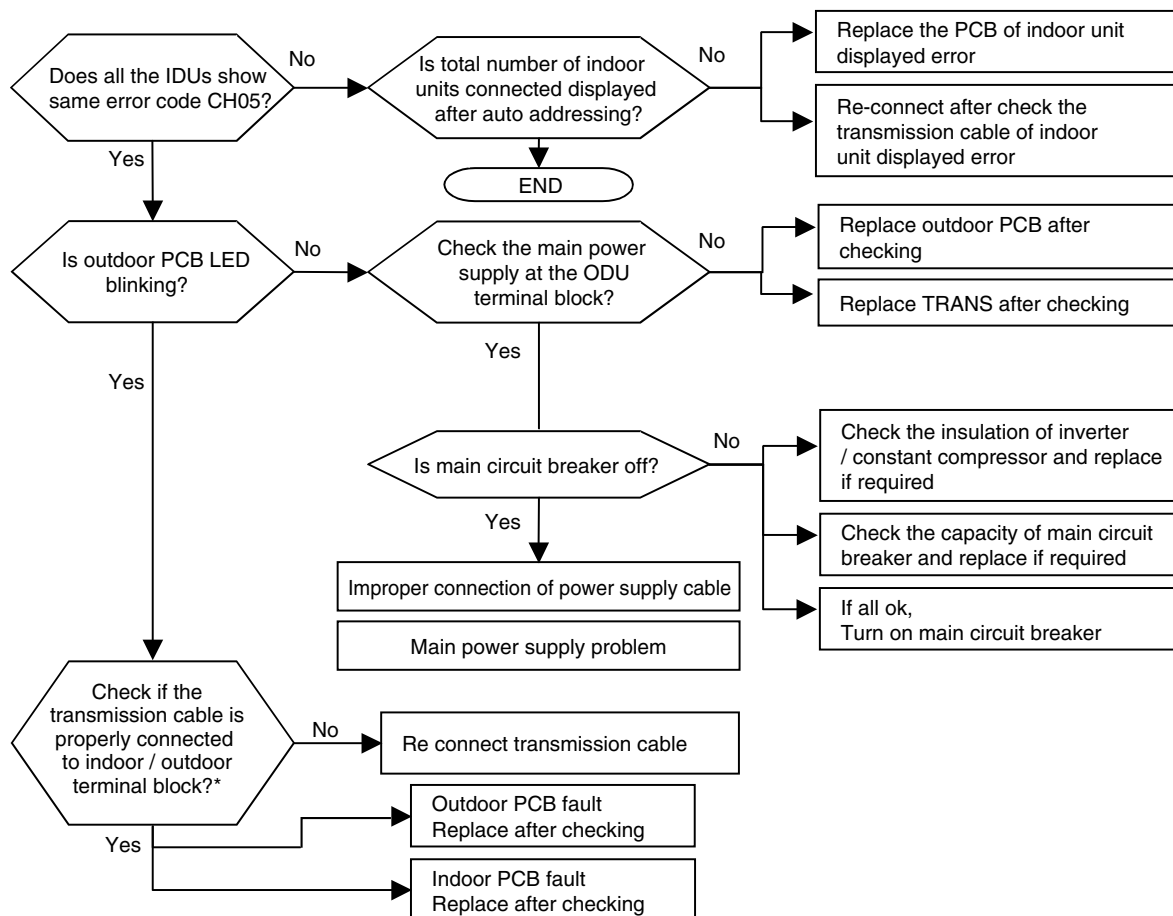 Does all the IDUs show
same error code CH05?
No
Is total number of indoor
units connected displayed
after auto addressing?
No
Replace the PCB of indoor unit
displayed error
Re-connect after check the
transmission cable of indoor
unit displayed error
Yes
END
Is outdoor PCB LED
blinking?
No
Check the main power
supply at the ODU
terminal block?
No
Replace outdoor PCB after
checking
Replace TRANS after checking
Yes
Yes
Is main circuit breaker off?
No
Check the insulation of inverter
/ constant compressor and replace
if required
Check the capacity of main circuit
breaker and replace if required
If all ok,
Turn on main circuit breaker
Yes
Improper connection of power supply cable
Main power supply problem
Check if the
transmission cable is
properly connected
to indoor / outdoor
terminal block?*
No
Re connect transmission cable
Yes
Outdoor PCB fault
Replace after checking
Indoor PCB fault
Replace after checking